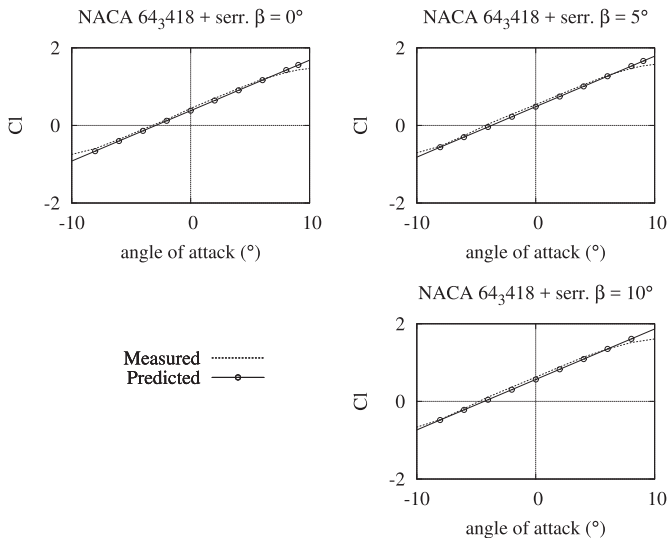 NACA 64₃418 + serr. β = 0°
2
Cl
0
-2
-10
0
10
angle of attack (°)
NACA 64₃418 + serr. β = 5°
2
Cl
0
-2
-10
0
10
angle of attack (°)
Measured
Predicted
NACA 64₃418 + serr. β = 10°
2
Cl
0
-2
-10
0
10
angle of attack (°)